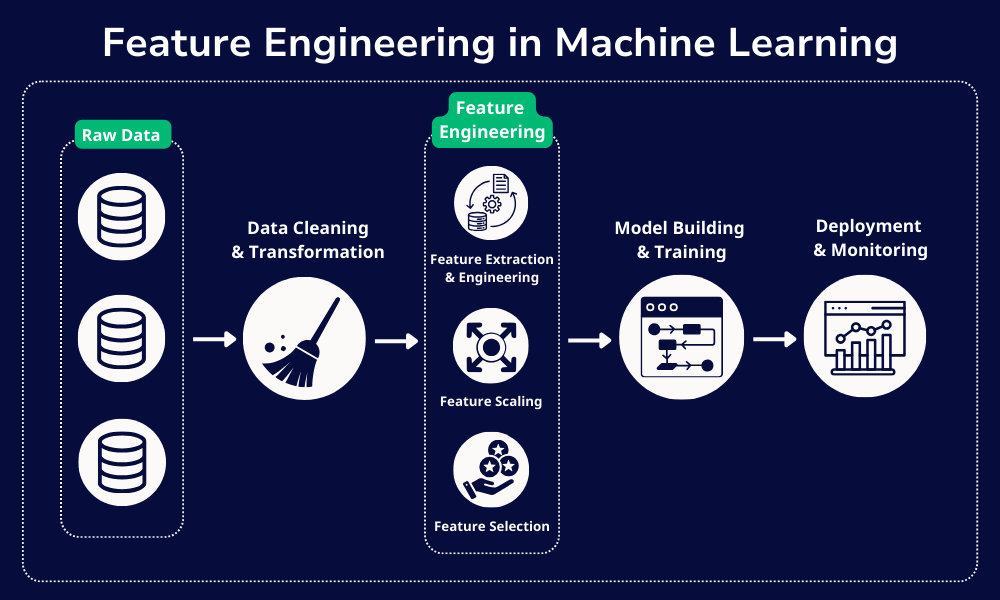 Feature Engineering in Machine Learning
Raw Data
Data Cleaning
& Transformation
Feature
Engineering
Feature Extraction
& Engineering
Feature Scaling
Feature Selection
Model Building
& Training
Deployment
& Monitoring